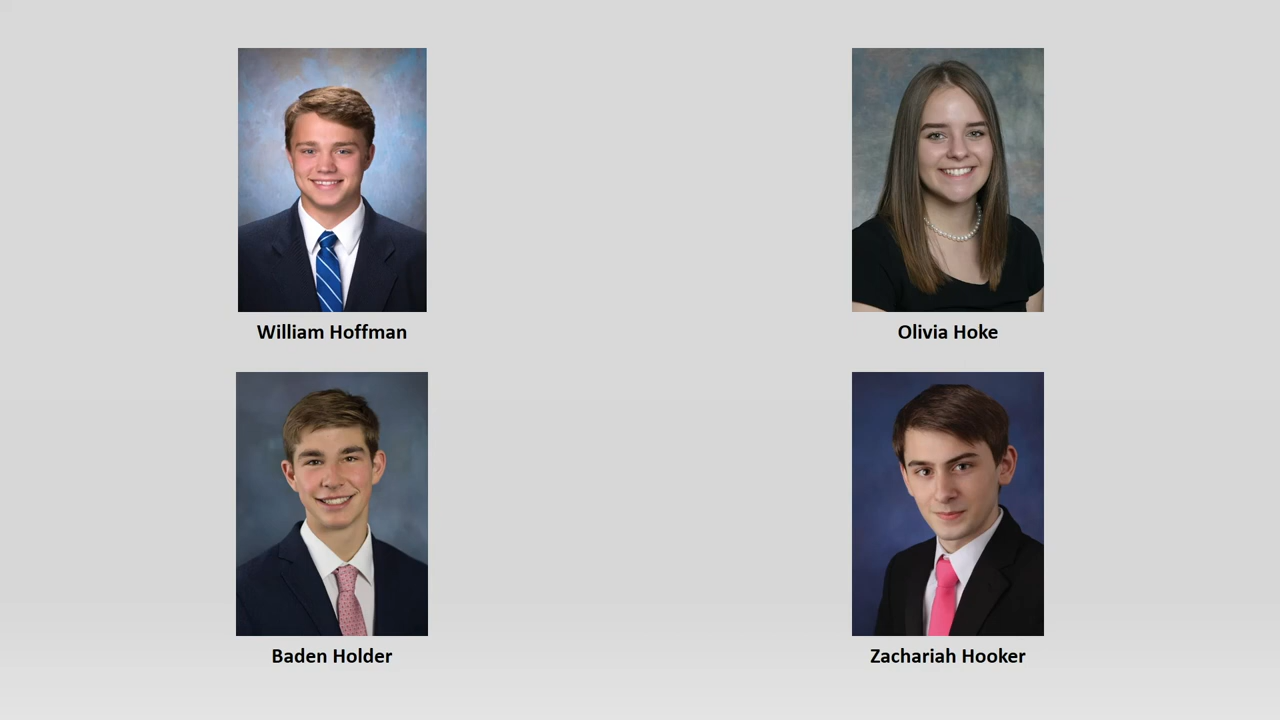 William Hoffman
Olivia Hoke
Baden Holder
Zachariah Hooker